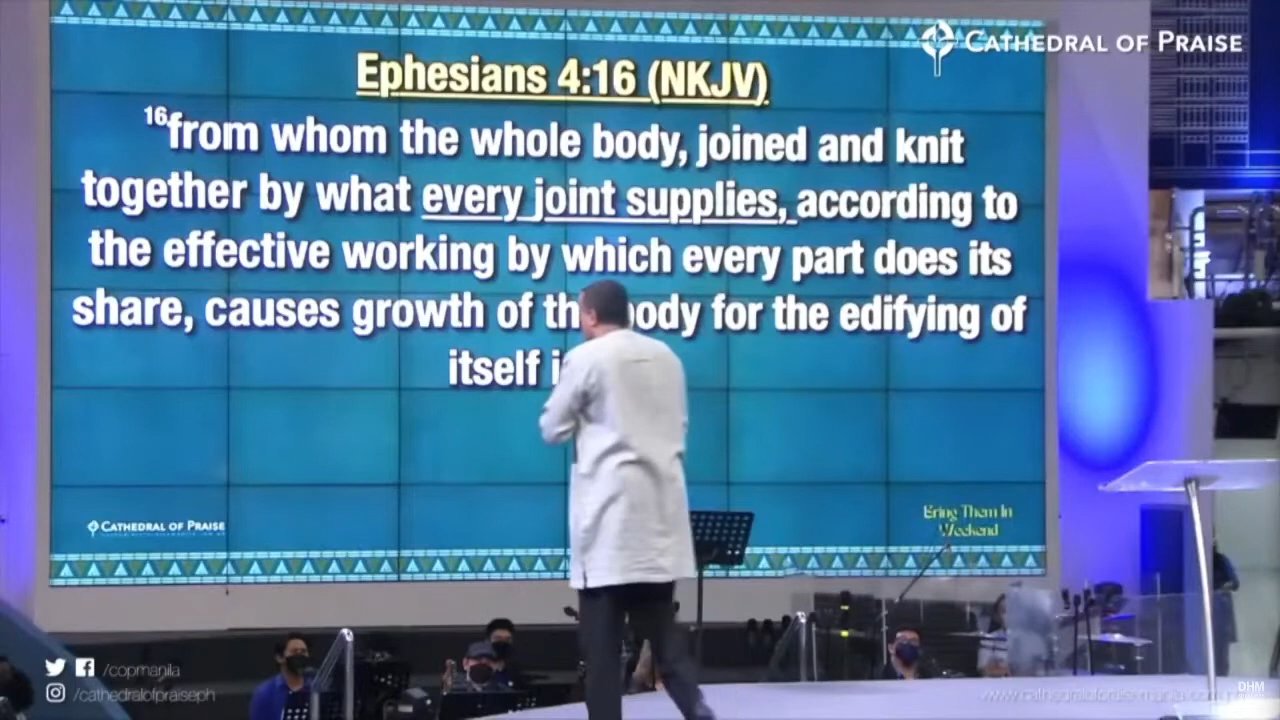 CATHEDRAL OF PRAISE
Ephesians 4:16 (NKJV)
16from whom the whole body, joined and knit
together by what every joint supplies, according to
the effective working by which every part does its
share, causes growth of th body for the edifying of
itself i
CATHEDRAL OF PRAISE
Bring Them In
Weekend
/copmanila
/cathedralofpraiseph
DHM